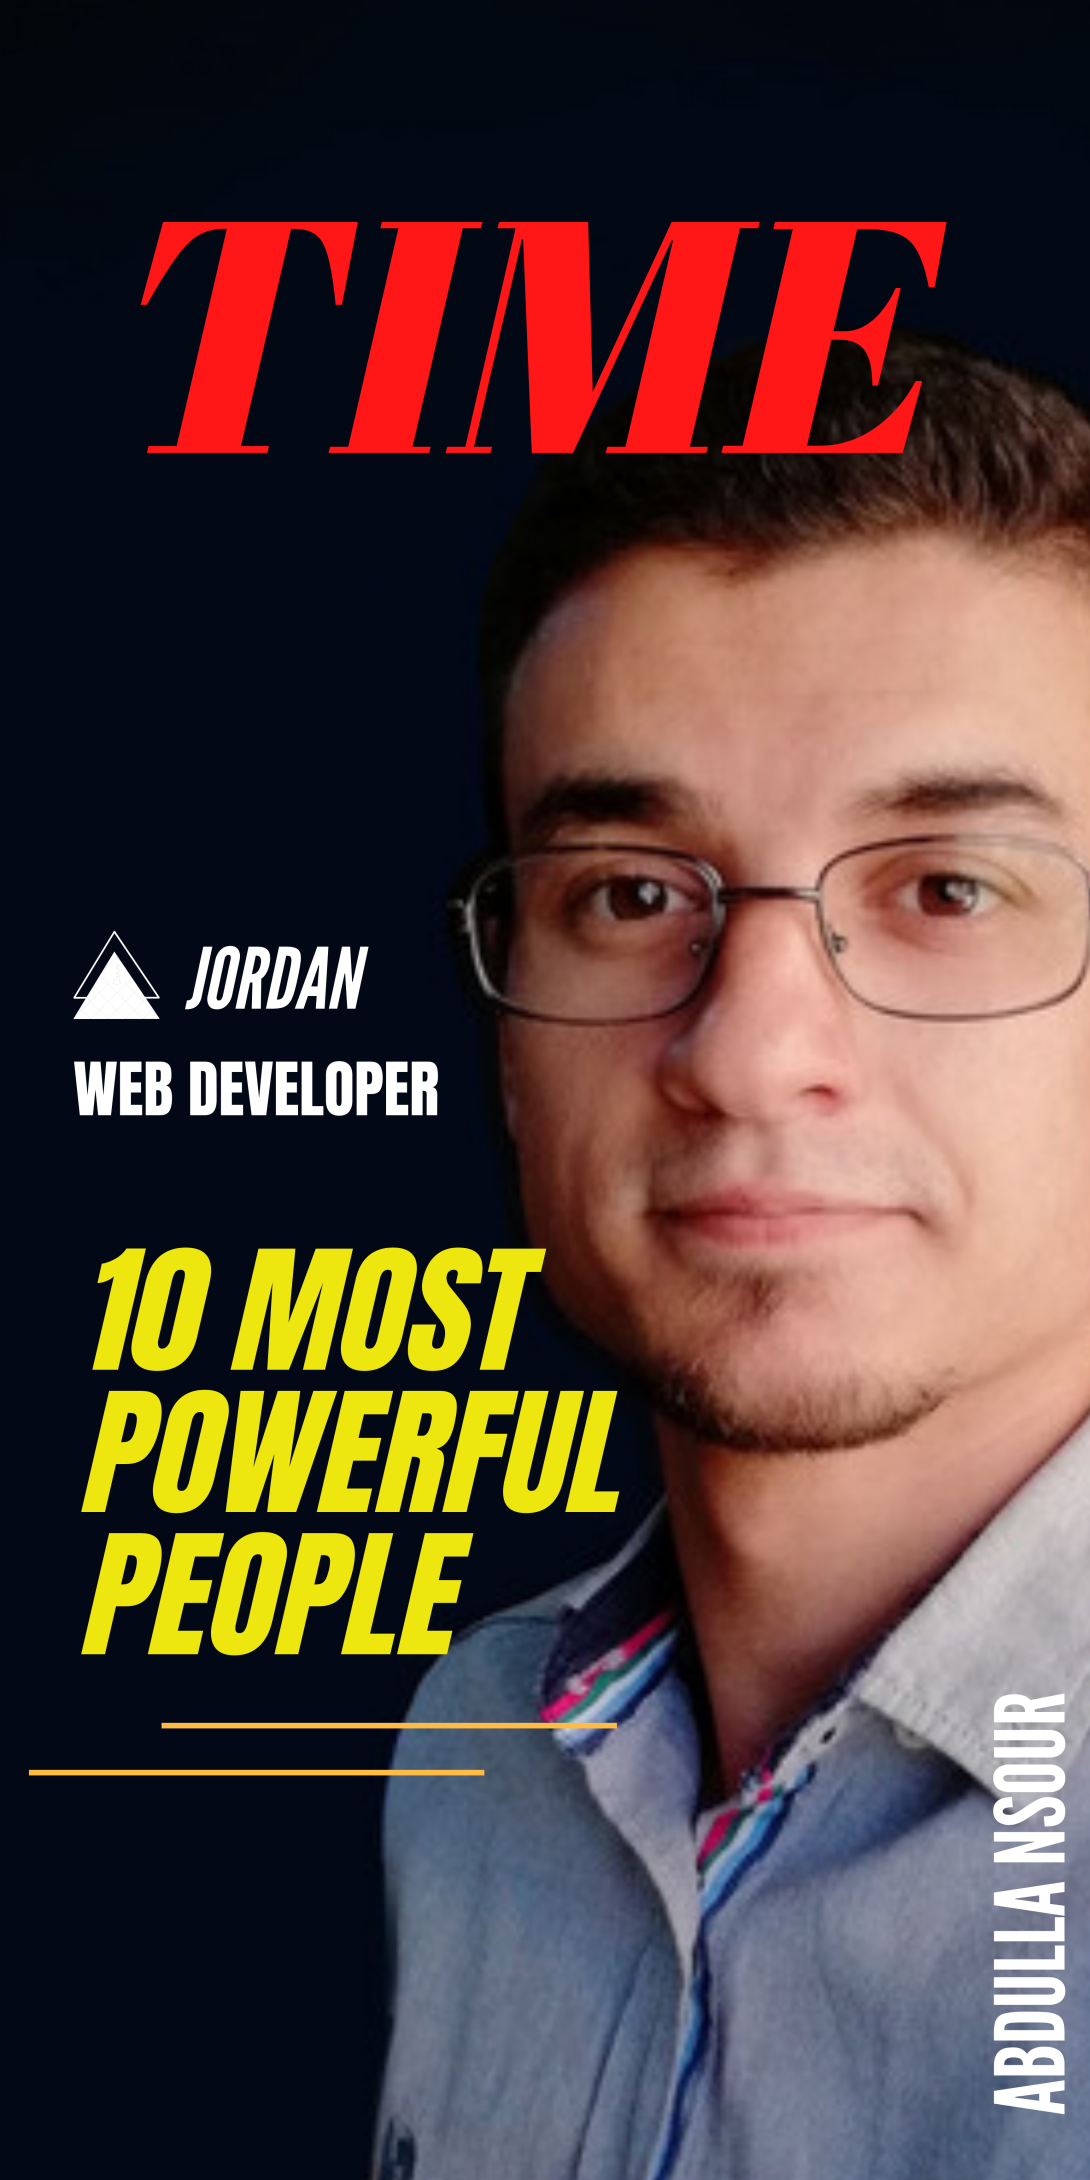 TIME
JORDAN
WEB DEVELOPER
10 MOST
POWERFUL
PEOPLE
ABDULLA NSOUR